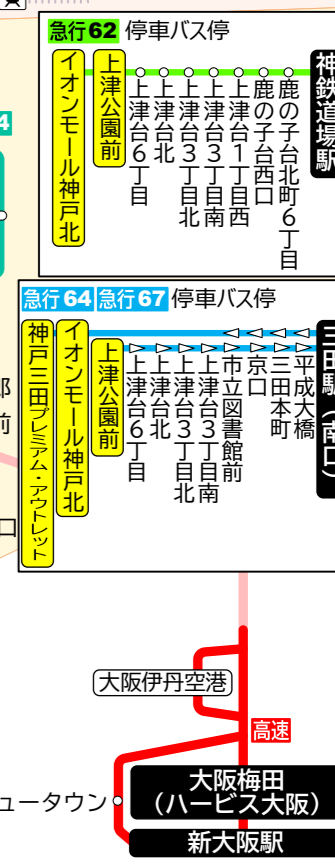 急行62 停車バス停
イオンモール神戸北
上津公園前
上津台6丁目
上津台北
上津台3丁目北
上津台3丁目南
上津台1丁目西
鹿の子台西口
鹿の子台北町6丁目
神鉄道場駅
4
急行64 急行67 停車バス停
神戸三田プレミアム・アウトレット
イオンモール神戸北
上津公園前
上津台6丁目
上津台北
上津台3丁目北
上津台3丁目南
市立図書館前
京口
三田本町
平成大橋
三田駅(南口)
前
口
大阪伊丹空港
高速
ュータウン
大阪梅田
(ハービス大阪)
新大阪駅